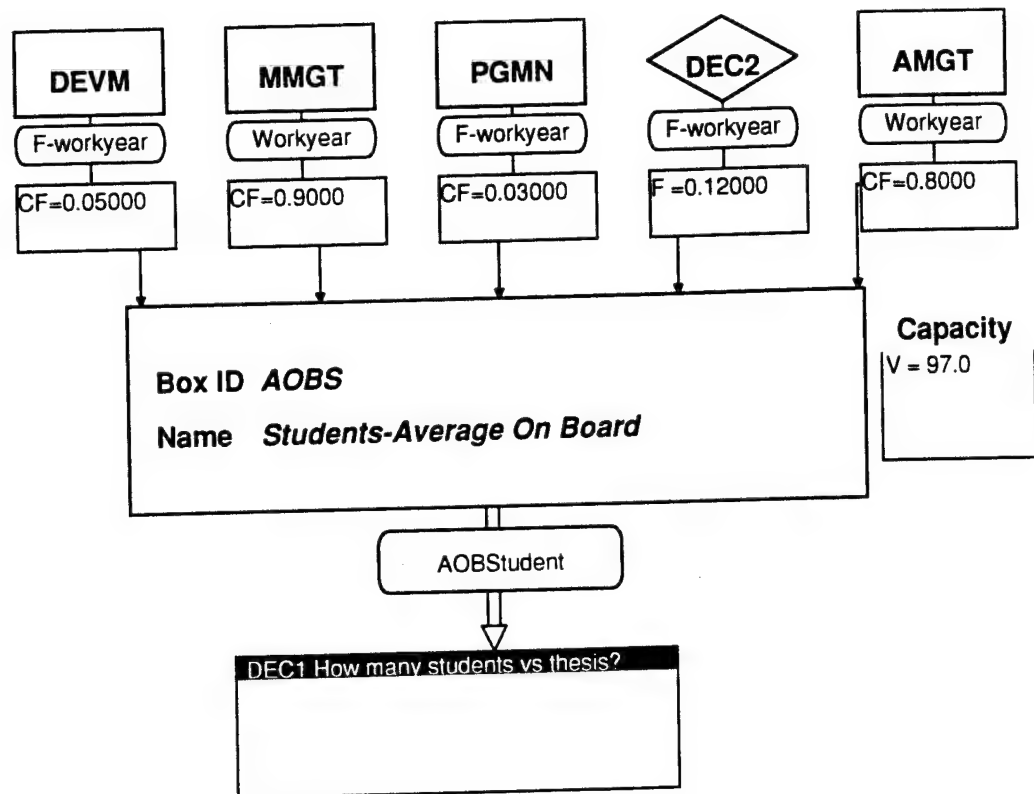 DEVM
MMGT
PGMN
DEC2
AMGT
F-workyear
Workyear
F-workyear
F-workyear
Workyear
CF=0.05000
CF=0.9000
CF=0.03000
F =0.12000
CF=0.8000
Capacity
V = 97.0
Box ID AOBS
Name Students-Average On Board
AOBStudent
DEC1 How many students vs thesis?